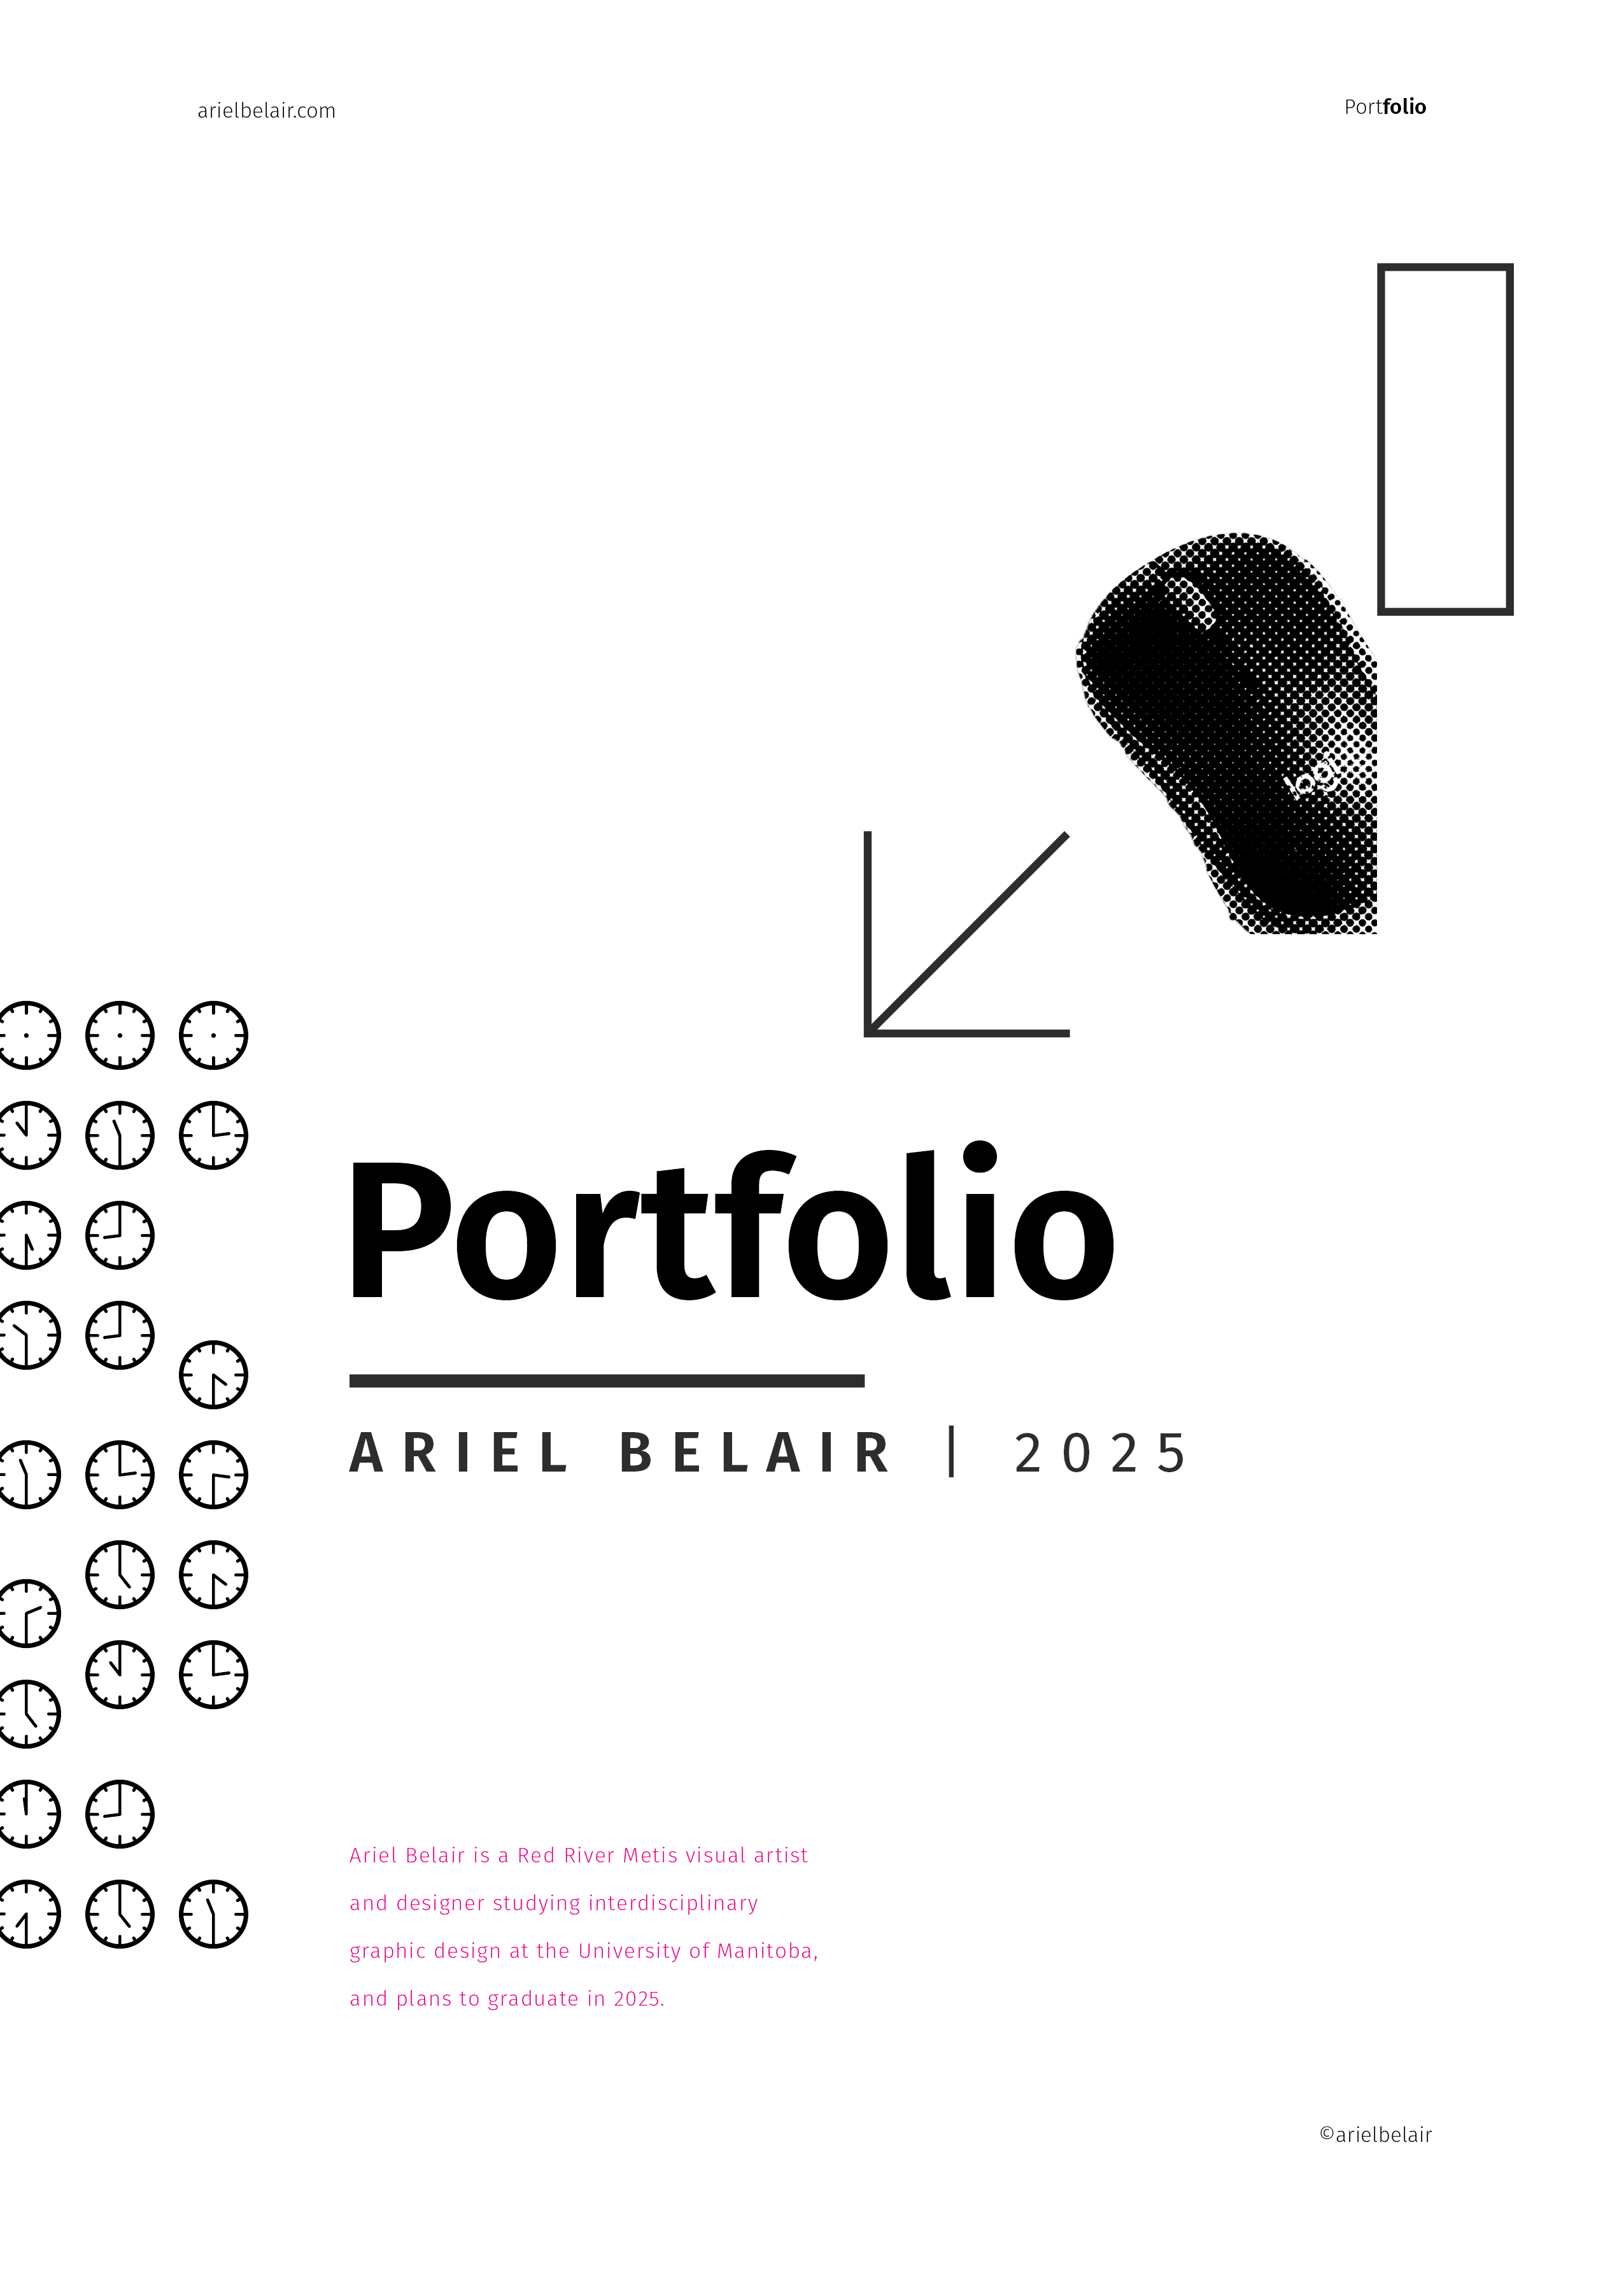 arielbelair.com
Portfolio
logi
Portfolio
ARIEL BELAIR | 2025
Ariel Belair is a Red River Metis visual artist
and designer studying interdisciplinary
graphic design at the University of Manitoba,
and plans to graduate in 2025.
©arielbelair